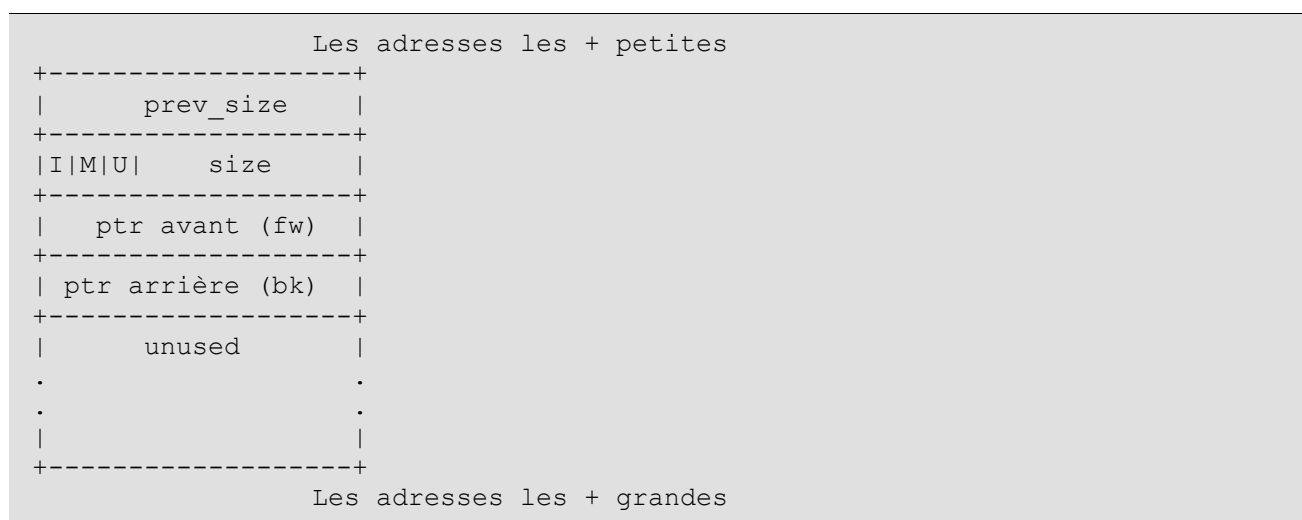 Les adresses les + petites
+-------------------+
|      prev_size    |
+-------------------+
|I|M|U|    size     |
+-------------------+
|   ptr avant (fw)  |
+-------------------+
| ptr arrière (bk)  |
+-------------------+
|      unused       |
.                   .
.                   .
|                   |
+-------------------+
Les adresses les + grandes